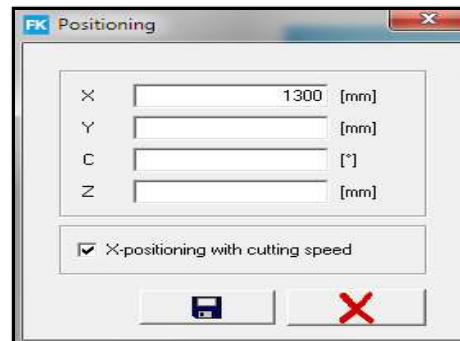 FK Positioning
X 1300 [mm]
Y [mm]
C [°]
Z [mm]
X-positioning with cutting speed